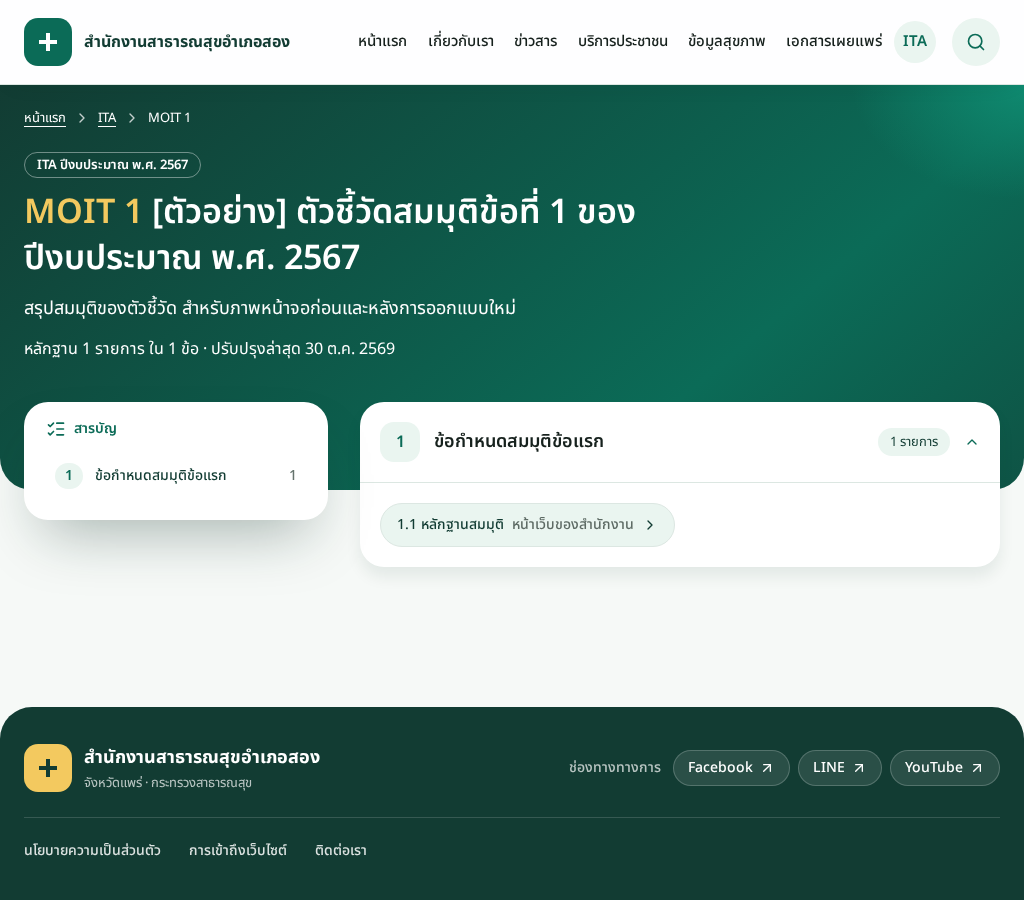 สำนักงานสาธารณสุขอำเภอสอง
หน้าแรก เกี่ยวกับเรา ข่าวสาร บริการประชาชน ข้อมูลสุขภาพ เอกสารเผยแพร่ ITA
หน้าแรก ITA MOIT 1
ITA ปีงบประมาณ พ.ศ. 2567
MOIT 1 [ตัวอย่าง] ตัวชี้วัดสมมุติข้อที่ 1 ของ
ปีงบประมาณ พ.ศ. 2567
สรุปสมมุติของตัวชี้วัด สำหรับภาพหน้าจอก่อนและหลังการออกแบบใหม่
หลักฐาน 1 รายการ ใน 1 ข้อ · ปรับปรุงล่าสุด 30 ต.ค. 2569
สารบัญ
1 ข้อกำหนดสมมุติข้อแรก 1
1 ข้อกำหนดสมมุติข้อแรก 1 รายการ
1.1 หลักฐานสมมุติ หน้าเว็บของสำนักงาน
สำนักงานสาธารณสุขอำเภอสอง
จังหวัดแพร่ · กระทรวงสาธารณสุข
ช่องทางทางการ Facebook LINE YouTube
นโยบายความเป็นส่วนตัว การเข้าถึงเว็บไซต์ ติดต่อเรา